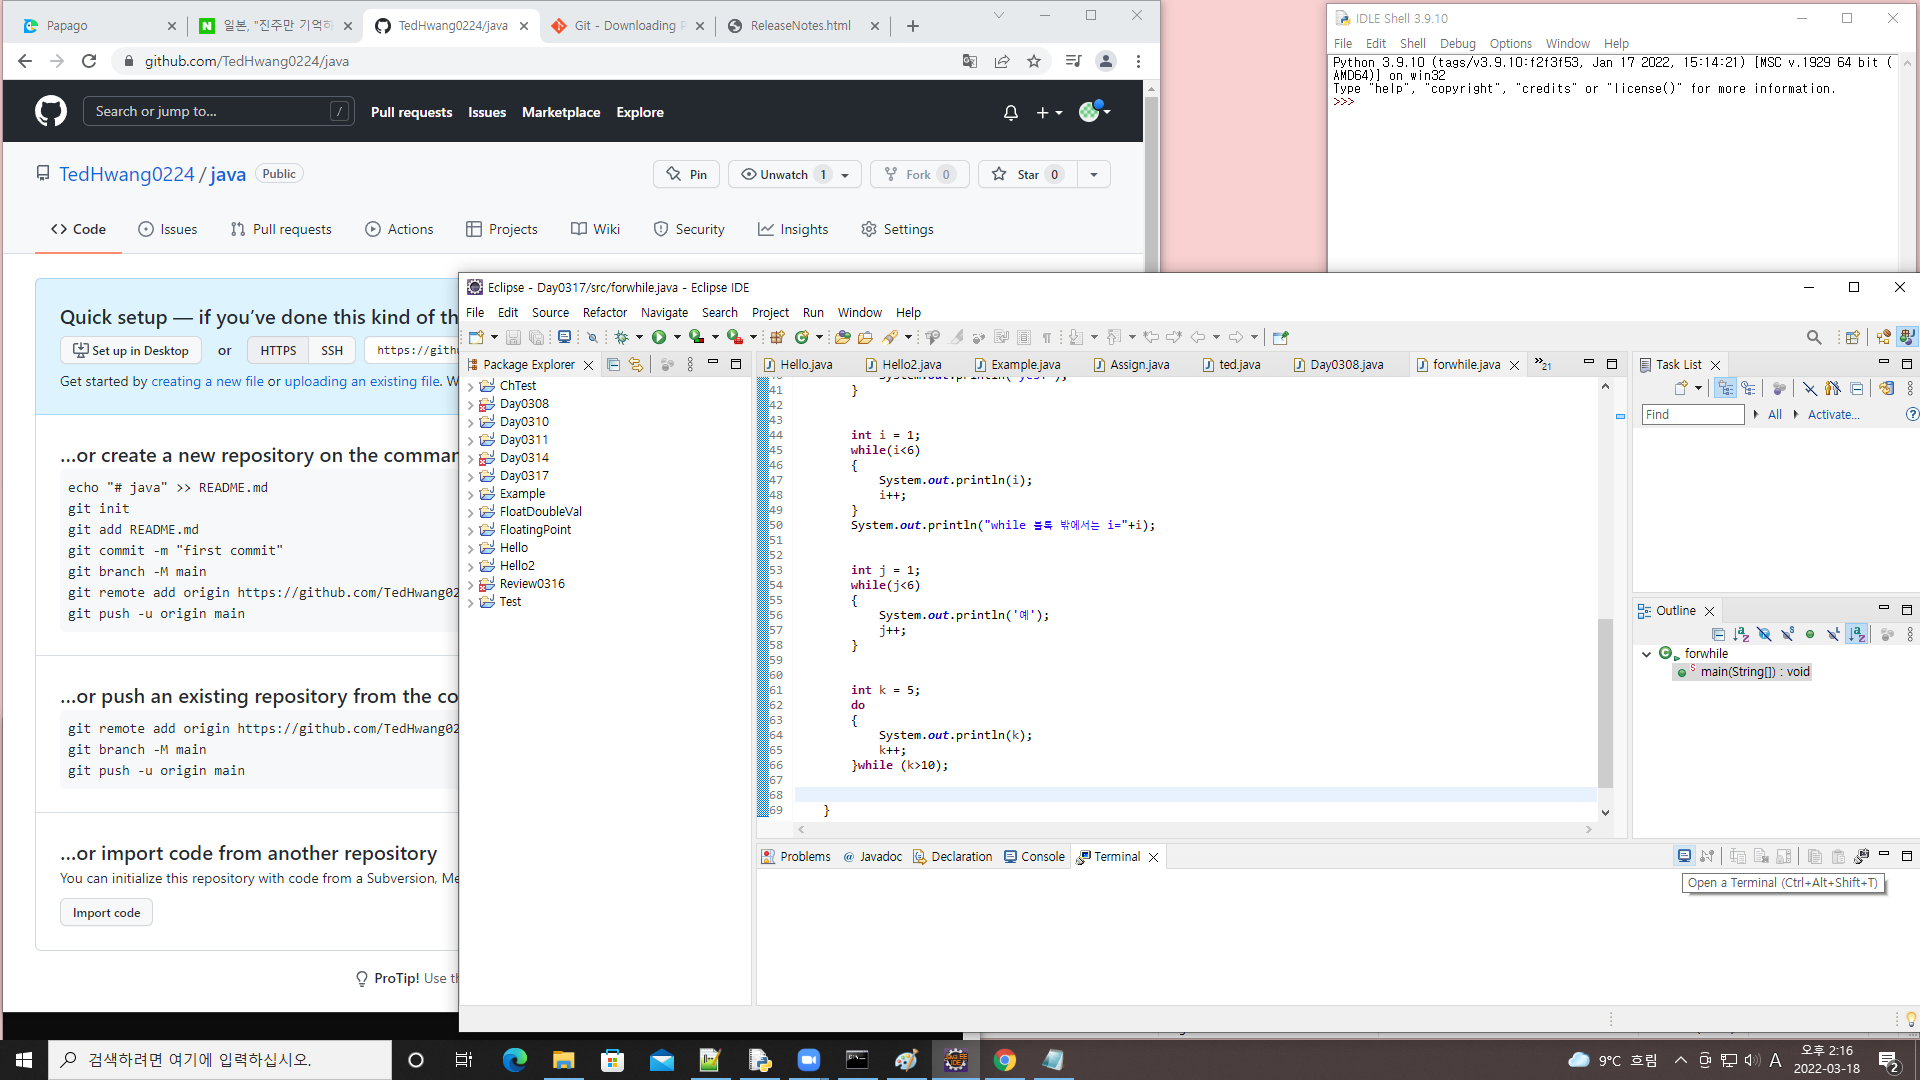 Papago
일본, "진주만 기억하
TedHwang0224/java
Git - Downloading P
ReleaseNotes.html
github.com/TedHwang0224/java
Search or jump to...
/
Pull requests
Issues
Marketplace
Explore
TedHwang0224 / java
Public
Pin
Unwatch 1
Fork 0
Star 0
Code
Issues
Pull requests
Actions
Projects
Wiki
Security
Insights
Settings
Quick setup — if you’ve done this kind of th
Set up in Desktop
or
HTTPS
SSH
https://gith
Get started by creating a new file or uploading an existing file. W
…or create a new repository on the comman
echo "# java" >> README.md
git init
git add README.md
git commit -m "first commit"
git branch -M main
git remote add origin https://github.com/TedHwang02
git push -u origin main
…or push an existing repository from the co
git remote add origin https://github.com/TedHwang02
git branch -M main
git push -u origin main
…or import code from another repository
You can initialize this repository with code from a Subversion, Me
Import code
ProTip! Use th
IDLE Shell 3.9.10
File Edit Shell Debug Options Window Help
Python 3.9.10 (tags/v3.9.10:f2f3f53, Jan 17 2022, 15:14:21) [MSC v.1929 64 bit (
AMD64)] on win32
Type "help", "copyright", "credits" or "license()" for more information.
>>>
Eclipse - Day0317/src/forwhile.java - Eclipse IDE
File Edit Source Refactor Navigate Search Project Run Window Help
Package Explorer
ChTest
Day0308
Day0310
Day0311
Day0314
Day0317
Example
FloatDoubleVal
FloatingPoint
Hello
Hello2
Review0316
Test
Hello.java
Hello2.java
Example.java
Assign.java
ted.java
Day0308.java
forwhile.java
»21
40 System.out.println("yes!");
41 }
42
43
44 int i = 1;
45 while(i<6)
46 {
47 System.out.println(i);
48 i++;
49 }
50 System.out.println("while 블록 밖에서는 i="+i);
51
52
53 int j = 1;
54 while(j<6)
55 {
56 System.out.println('예');
57 j++;
58 }
59
60
61 int k = 5;
62 do
63 {
64 System.out.println(k);
65 k++;
66 }while (k>10);
67
68
69 }
Task List
Find
All
Activate...
Outline
forwhile
main(String[]) : void
Problems
Javadoc
Declaration
Console
Terminal
Open a Terminal (Ctrl+Alt+Shift+T)
검색하려면 여기에 입력하십시오.
9°C 흐림
A
오후 2:16
2022-03-18
2